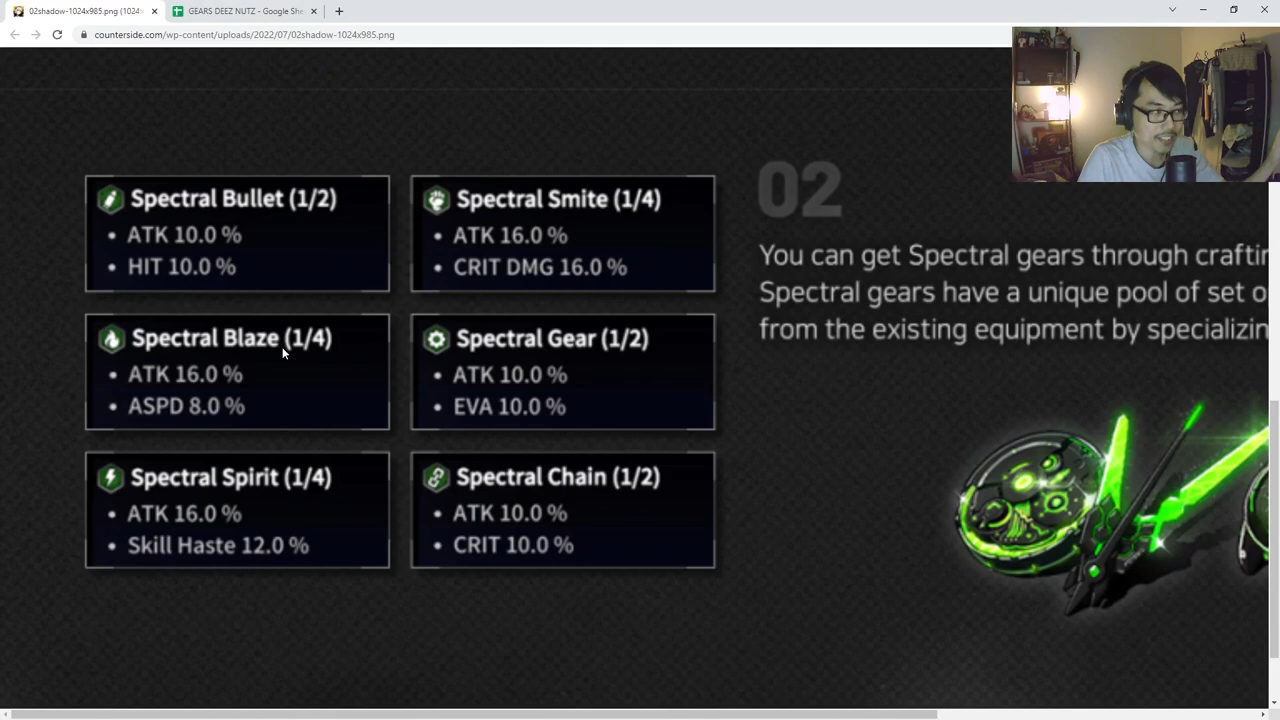 02shadow-1024x985.png (1024×
GEARS DEEZ NUTZ - Google She
counterside.com/wp-content/uploads/2022/07/02shadow-1024x985.png
Spectral Bullet (1/2)
• ATK 10.0 %
• HIT 10.0 %
Spectral Smite (1/4)
• ATK 16.0 %
• CRIT DMG 16.0 %
Spectral Blaze (1/4)
• ATK 16.0 %
• ASPD 8.0 %
Spectral Gear (1/2)
• ATK 10.0 %
• EVA 10.0 %
Spectral Spirit (1/4)
• ATK 16.0 %
• Skill Haste 12.0 %
Spectral Chain (1/2)
• ATK 10.0 %
• CRIT 10.0 %
02
You can get Spectral gears through craftin
Spectral gears have a unique pool of set o
from the existing equipment by specializin